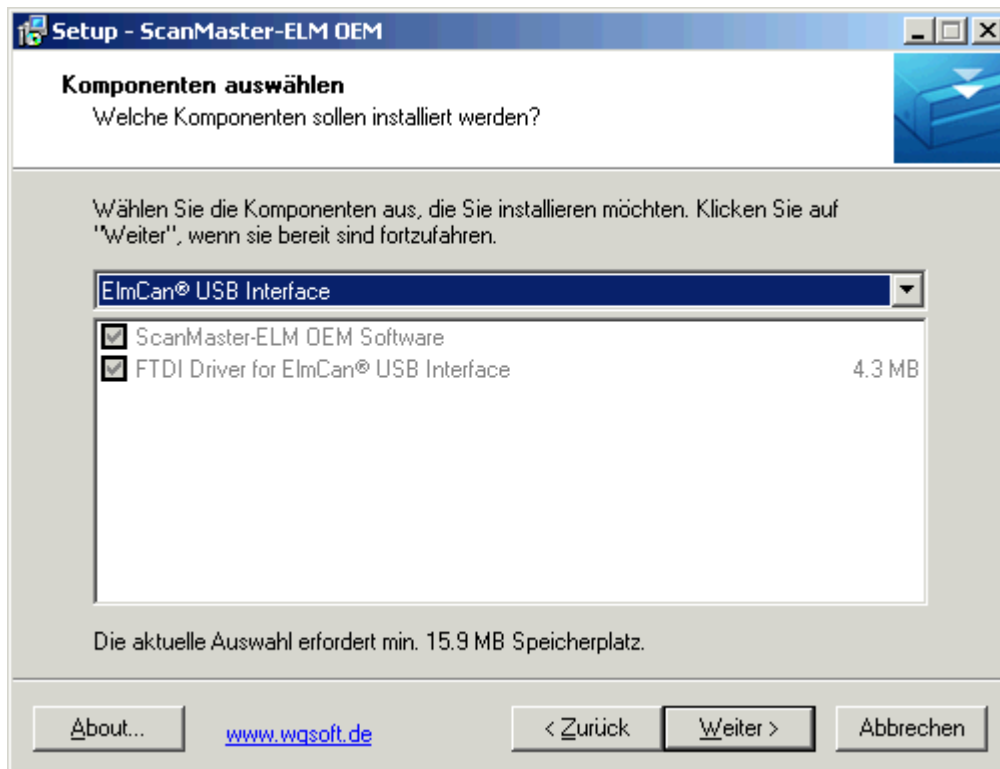 Setup - ScanMaster-ELM OEM
Komponenten auswählen
Welche Komponenten sollen installiert werden?
Wählen Sie die Komponenten aus, die Sie installieren möchten. Klicken Sie auf
"Weiter", wenn sie bereit sind fortzufahren.
ElmCan® USB Interface
ScanMaster-ELM OEM Software
FTDI Driver for ElmCan® USB Interface 4.3 MB
Die aktuelle Auswahl erfordert min. 15.9 MB Speicherplatz.
About... www.wgsoft.de < Zurück Weiter > Abbrechen